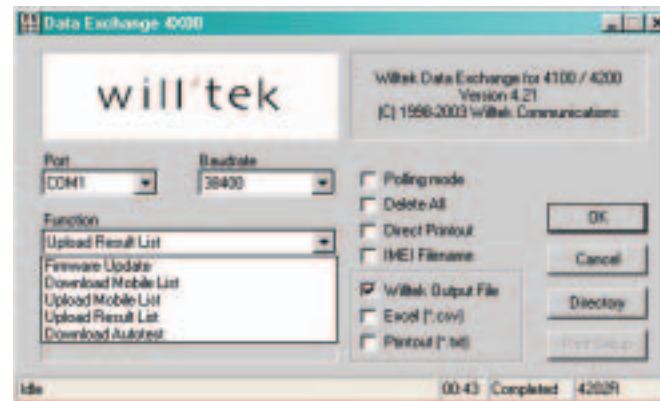 Data Exchange 4X00
will'tek
Willtek Data Exchange for 4100 / 4200
Version 4.21
(C) 1998-2003 Willtek Communications
Port
COM1
Baudrate
38400
Function
Upload Result List
Firmware Update
Download Mobile List
Upload Mobile List
Upload Result List
Download Autotest
Polling mode
Delete All
Direct Printout
IMEI Filename
Willtek Output File
Excel (*.csv)
Printout (*.txt)
OK
Cancel
Directory
Print Setup
Idle
00:43
Completed
4202R